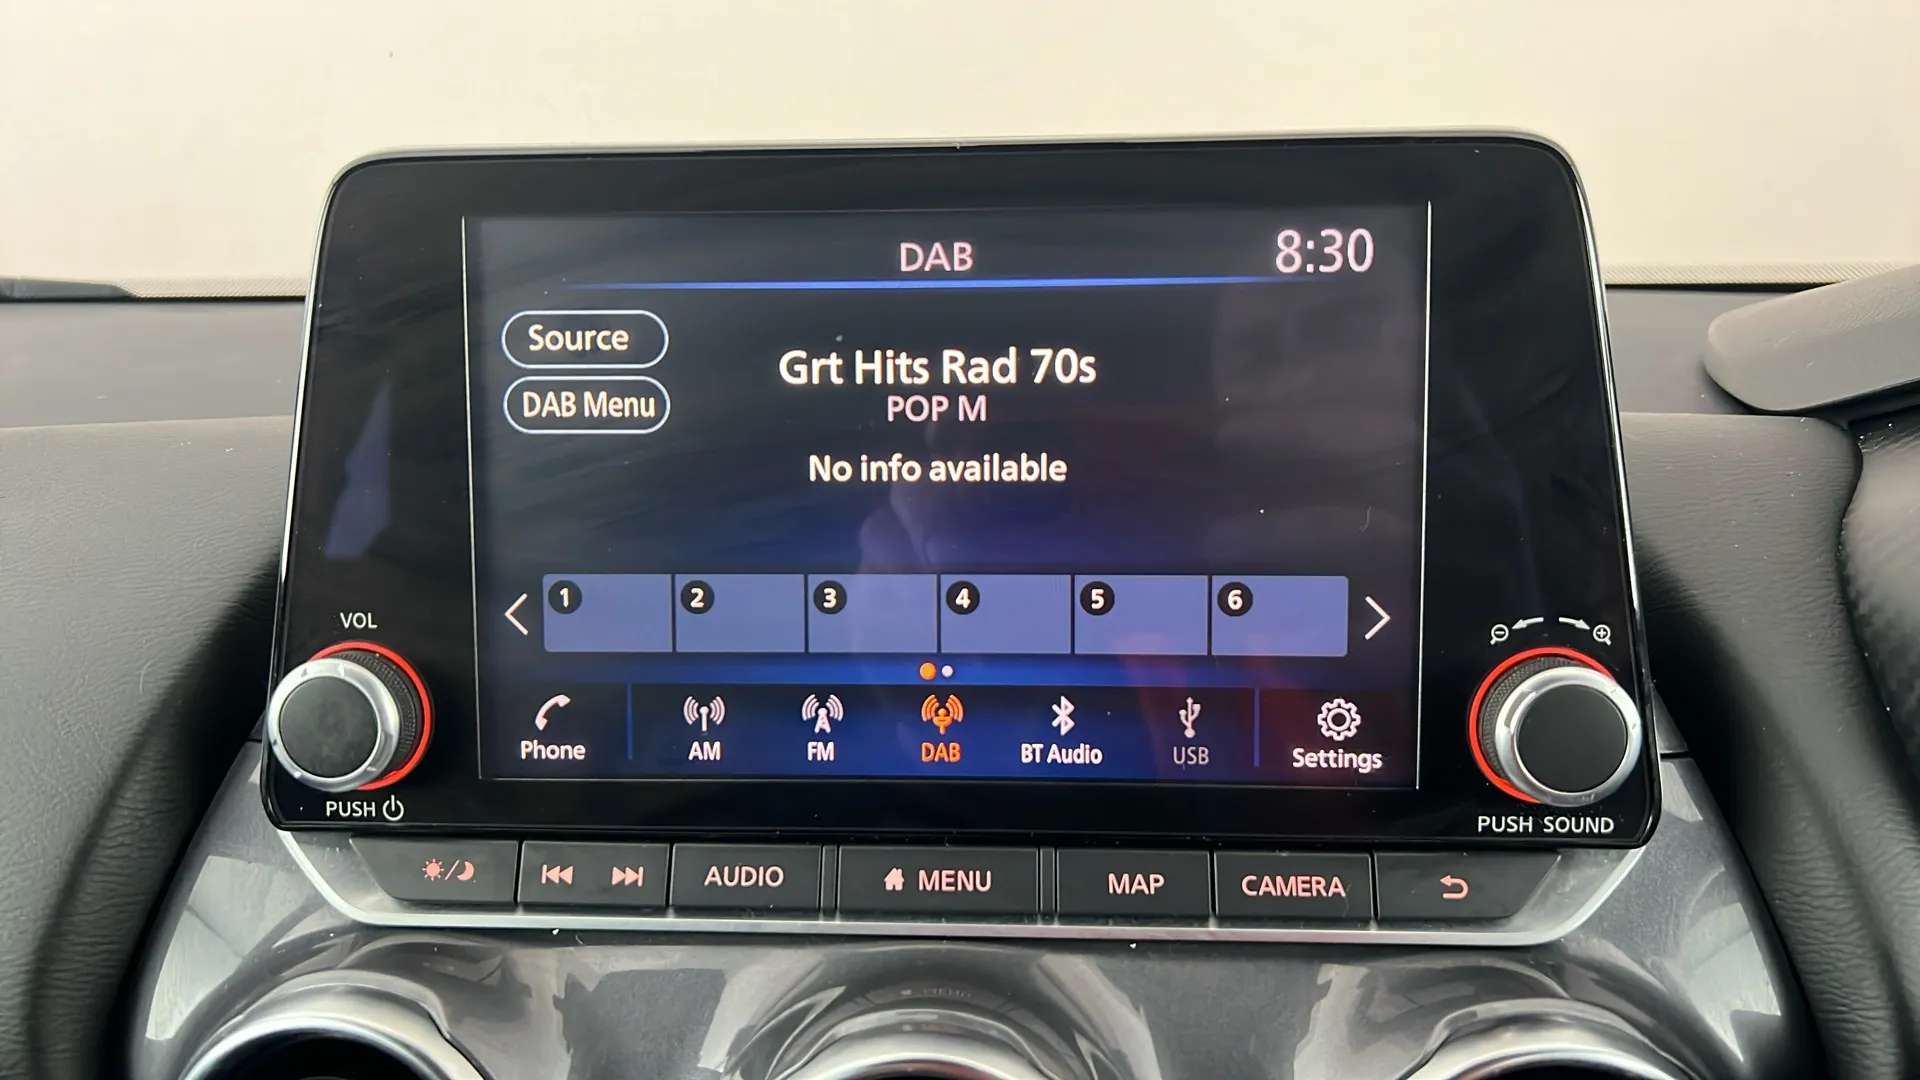 DAB 8:30
Source
DAB Menu
Grt Hits Rad 70s
POP M
No info available
1 2 3 4 5 6
VOL
Phone AM FM DAB BT Audio USB Settings
PUSH
PUSH SOUND
AUDIO MENU MAP CAMERA